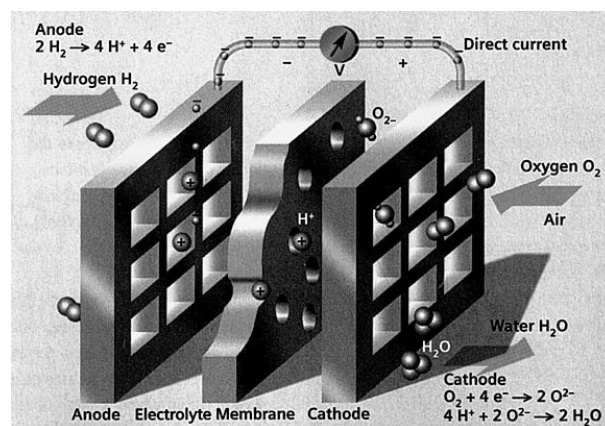 Anode
2 H₂ → 4 H⁺ + 4 e⁻
Hydrogen H₂
−
V
+
Direct current
O₂₋
Oxygen O₂
Air
H⁺
Water H₂O
H₂O
Cathode
O₂ + 4 e⁻ → 2 O²⁻
4 H⁺ + 2 O²⁻ → 2 H₂O
Anode Electrolyte Membrane Cathode